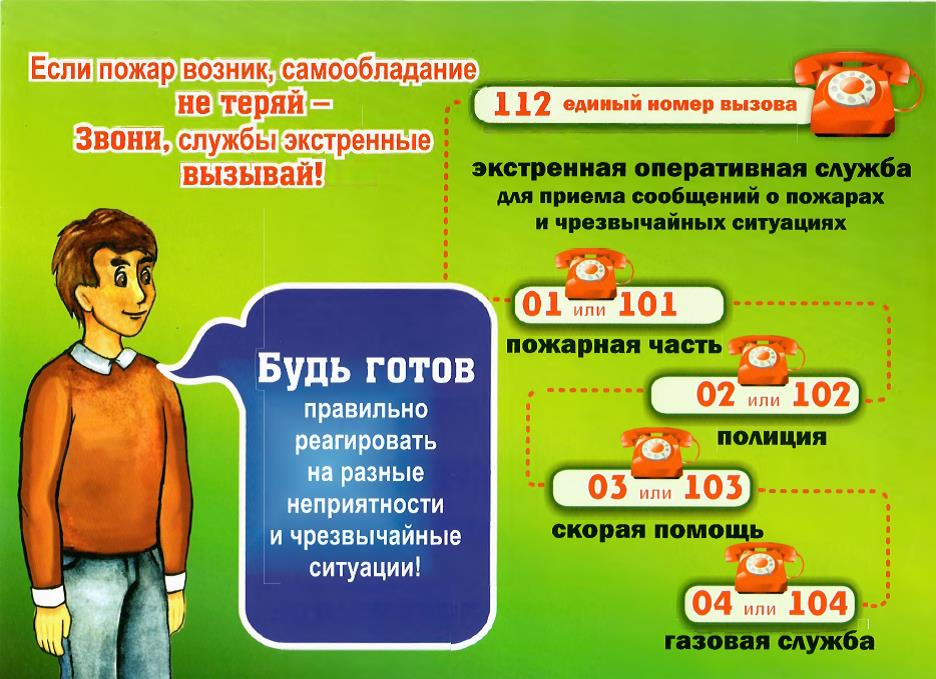 Если пожар возник, самообладание
не теряй –
Звони, службы экстренные
вызывай!
112 единый номер вызова
экстренная оперативная служба
для приема сообщений о пожарах
и чрезвычайных ситуациях
01 или 101
пожарная часть
02 или 102
полиция
03 или 103
скорая помощь
04 или 104
газовая служба
Будь готов
правильно
реагировать
на разные
неприятности
и чрезвычайные
ситуации!